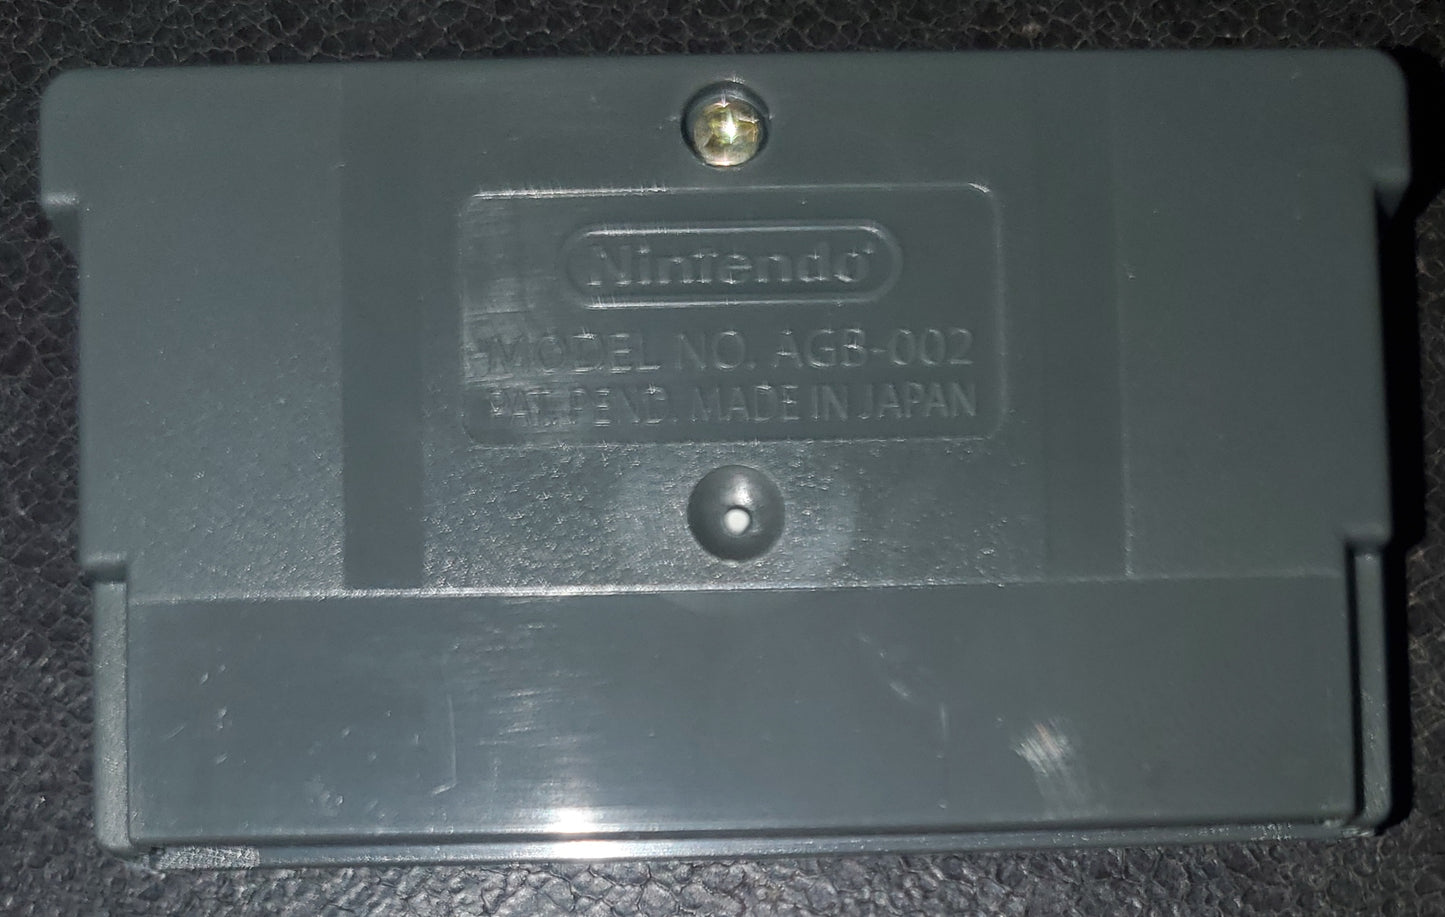 Nintendo®
MODEL NO. AGB-002
PAT. PEND. MADE IN JAPAN